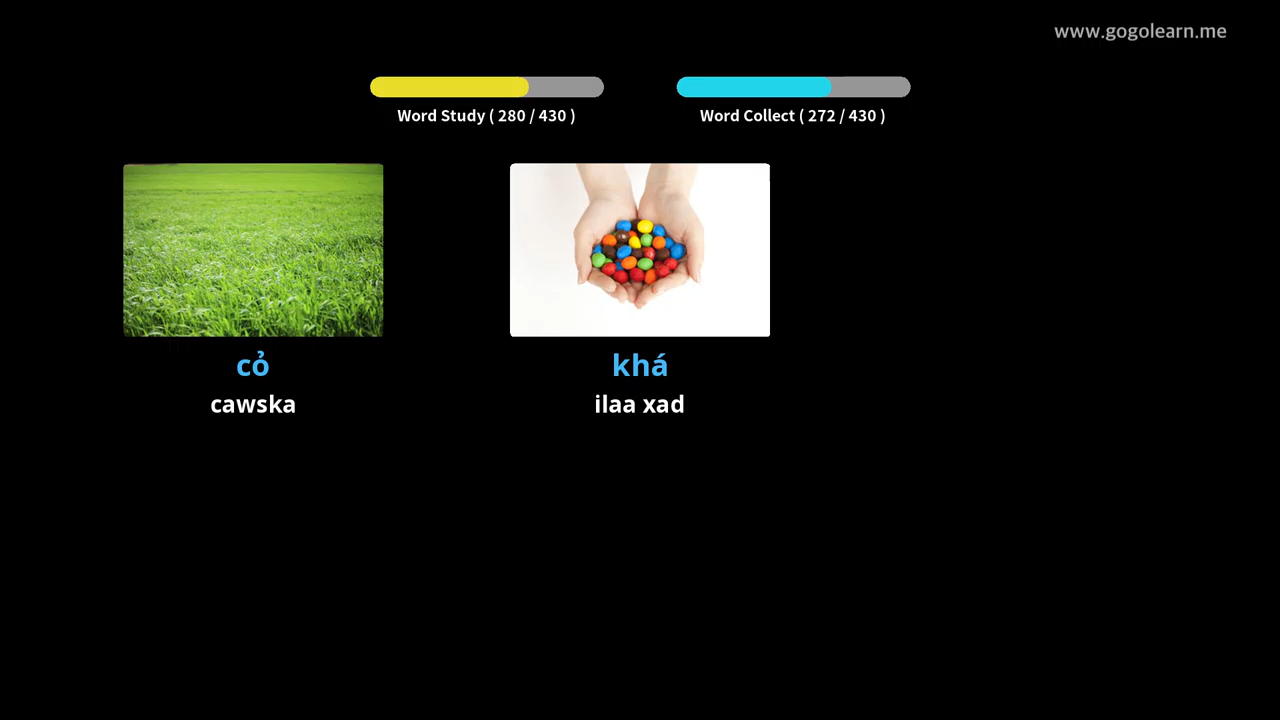 www.gogolearn.me
Word Study ( 280 / 430 )
Word Collect ( 272 / 430 )
cỏ
cawska
khá
ilaa xad